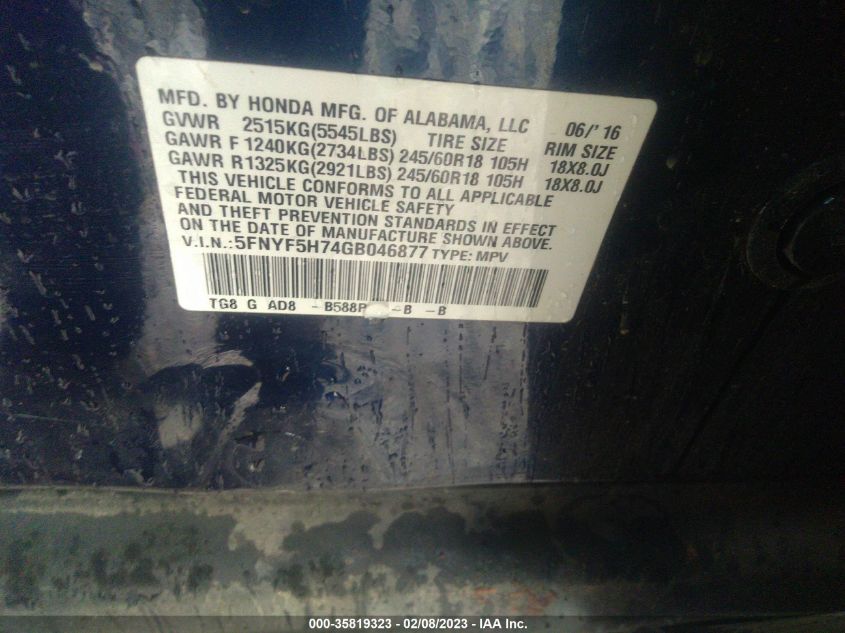 MFD. BY HONDA MFG. OF ALABAMA, LLC 06/'16
GVWR 2515KG(5545LBS) TIRE SIZE RIM SIZE
GAWR F 1240KG(2734LBS) 245/60R18 105H 18X8.0J
GAWR R1325KG(2921LBS) 245/60R18 105H 18X8.0J
THIS VEHICLE CONFORMS TO ALL APPLICABLE
FEDERAL MOTOR VEHICLE SAFETY
AND THEFT PREVENTION STANDARDS IN EFFECT
ON THE DATE OF MANUFACTURE SHOWN ABOVE.
V.I.N.:5FNYF5H74GB046877 TYPE: MPV
TG8 G AD8 - B588P -B -B
000-35819323 - 02/08/2023 - IAA Inc.